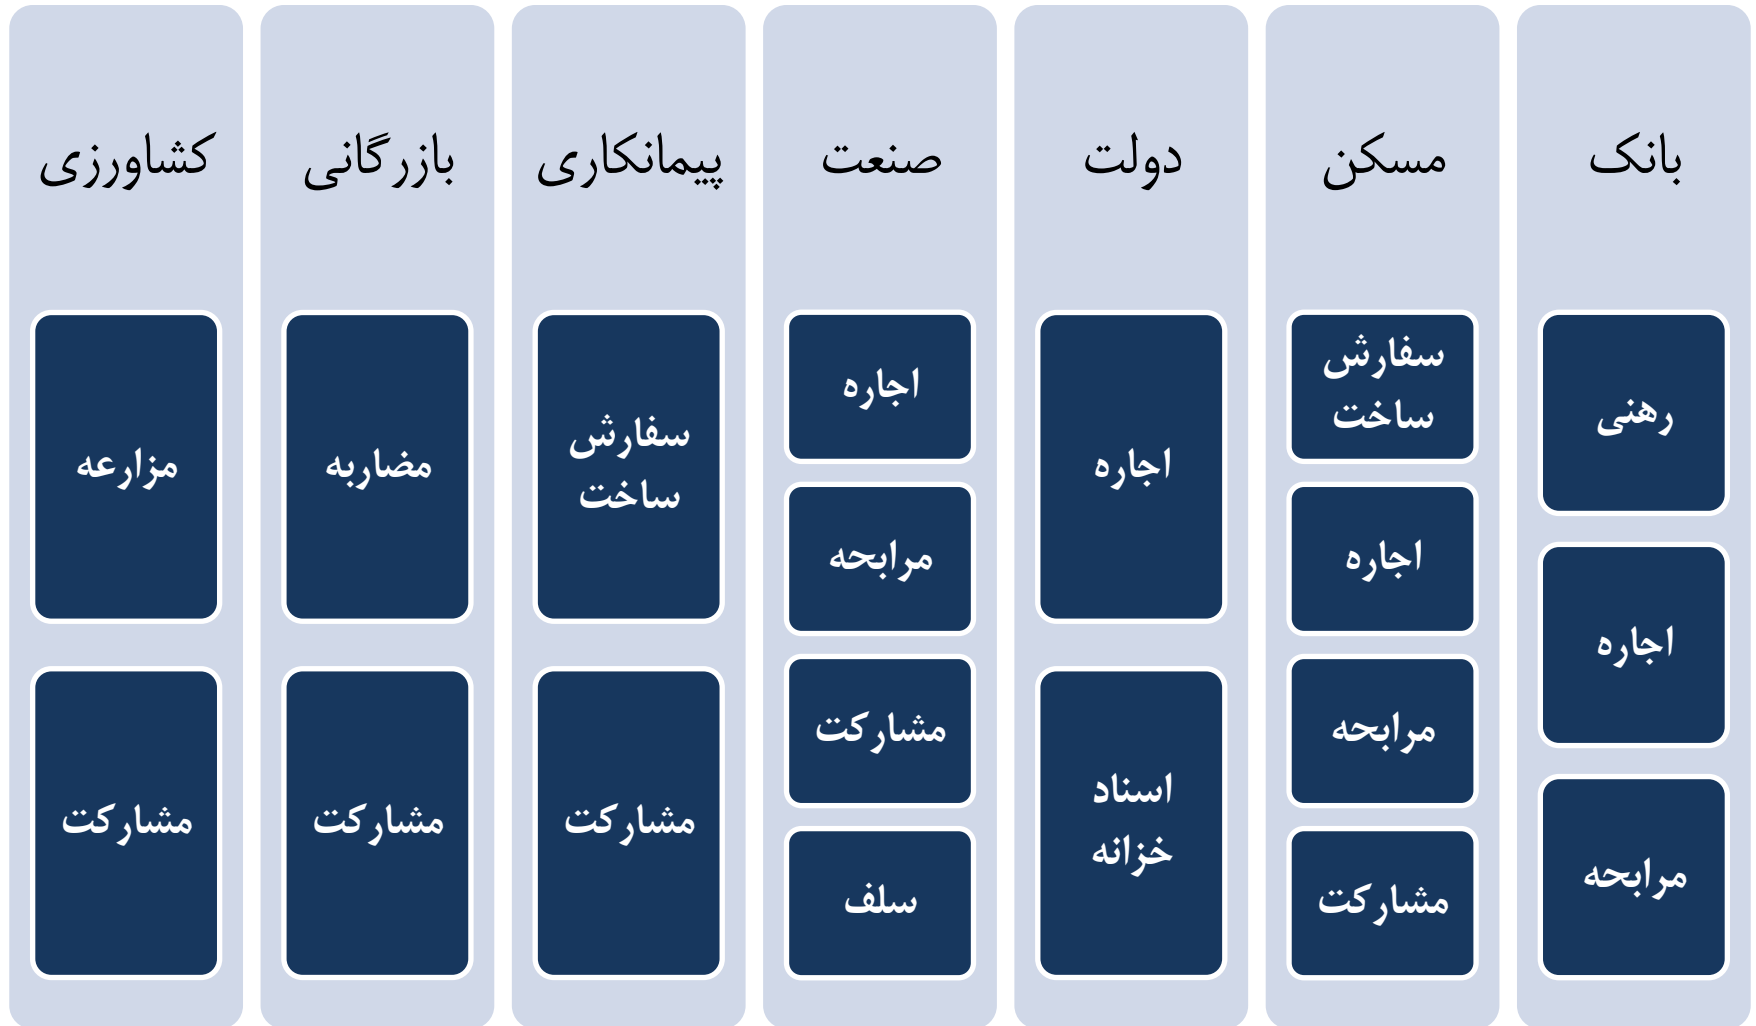 بانک
رهنی
اجاره
مرابحه
مسکن
سفارش
ساخت
اجاره
مرابحه
مشارکت
دولت
اجاره
اسناد
خزانه
صنعت
اجاره
مرابحه
مشارکت
سلف
پیمانکاری
سفارش
ساخت
مشارکت
بازرگانی
مضاربه
مشارکت
کشاورزی
مزارعه
مشارکت